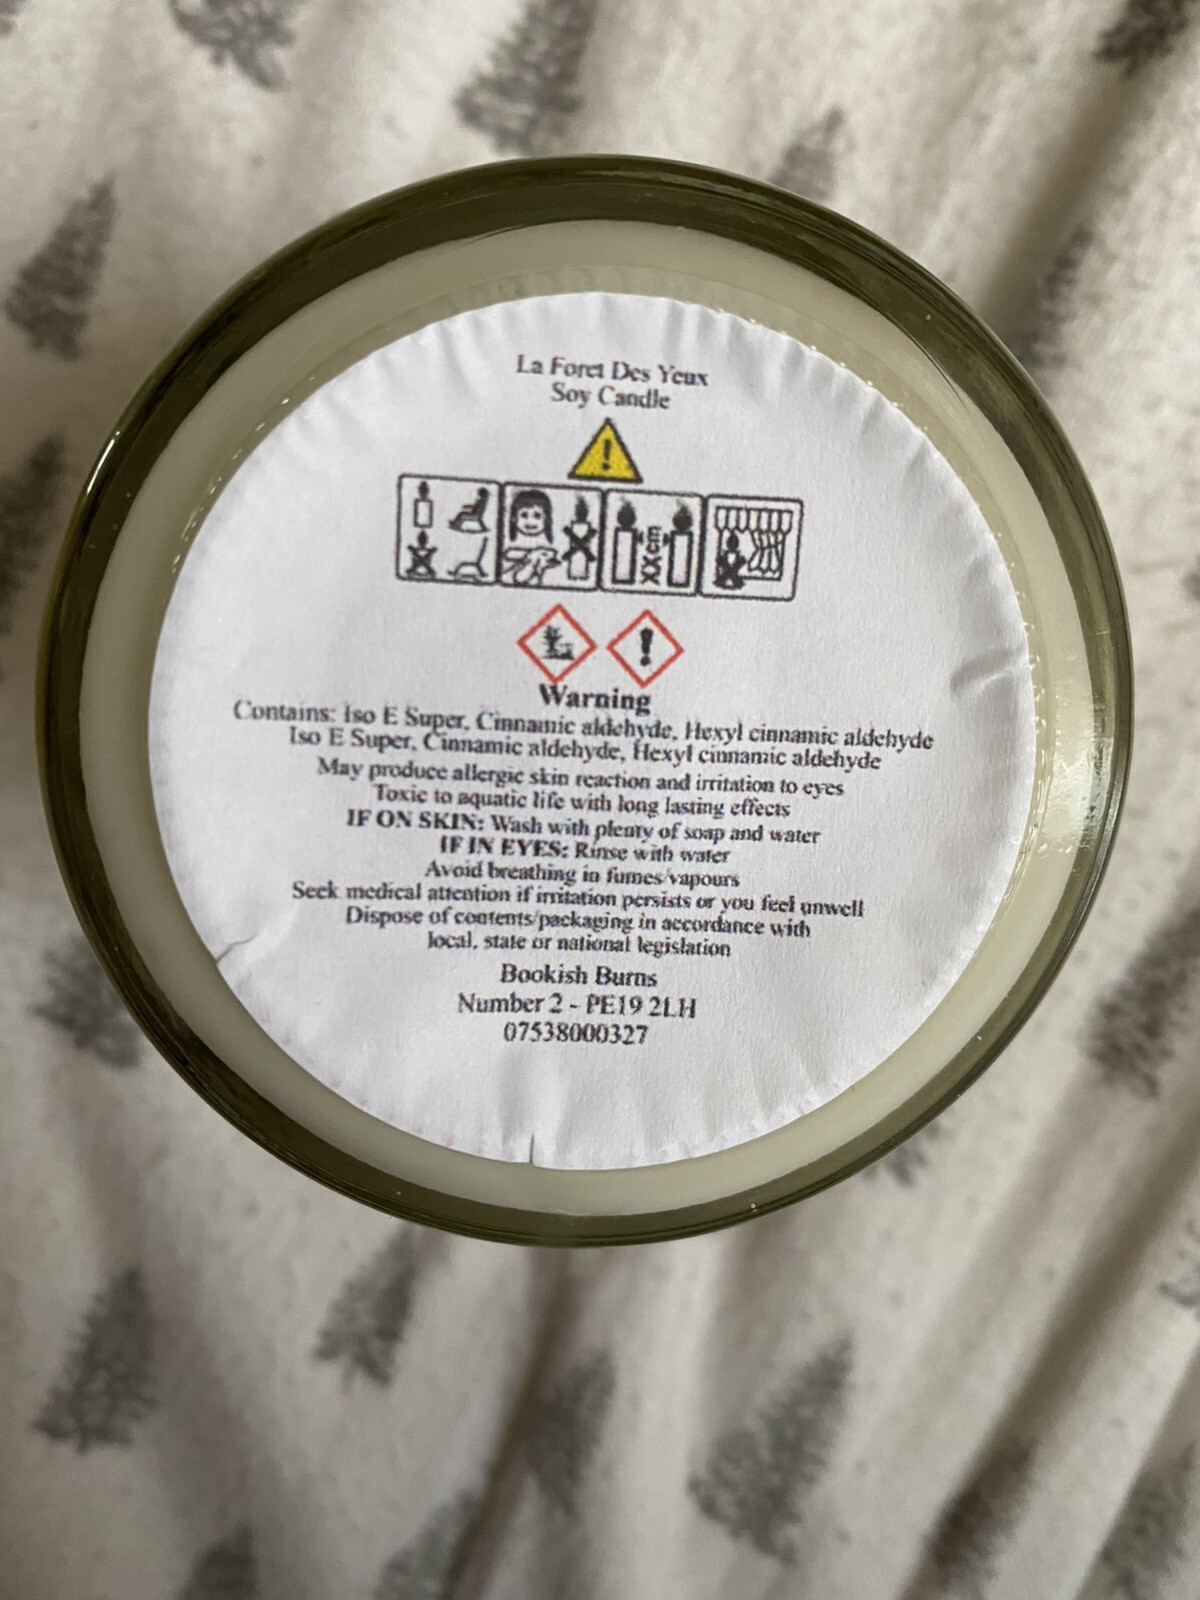 La Foret Des Yeux
Soy Candle
XXcm
Warning
Contains: Iso E Super, Cinnamic aldehyde, Hexyl cinnamic aldehyde
Iso E Super, Cinnamic aldehyde, Hexyl cinnamic aldehyde
May produce allergic skin reaction and irritation to eyes
Toxic to aquatic life with long lasting effects
IF ON SKIN: Wash with plenty of soap and water
IF IN EYES: Rinse with water
Avoid breathing in fumes/vapours
Seek medical attention if irritation persists or you feel unwell
Dispose of contents/packaging in accordance with
local, state or national legislation
Bookish Burns
Number 2 - PE19 2LH
07538000327